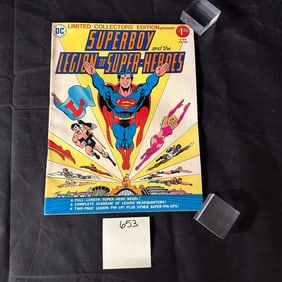 LIMITED COLLECTORS' EDITION presents
DC
$1.00
SUPERBOY and the
LEGION OF SUPER-HEROES
A FULL-LENGTH SUPER-HERO NOVEL!
A COMPLETE DIAGRAM OF LEGION HEADQUARTERS!
A TWO-PAGE LEGION PIN-UP! PLUS OTHER SUPER-PIN-UPS!
653